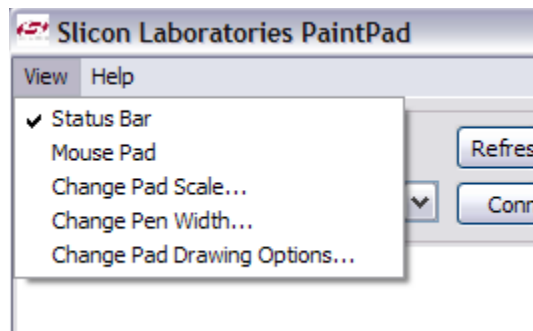 Slicon Laboratories PaintPad
View Help
Status Bar
Mouse Pad
Refres
Change Pad Scale...
Conn
Change Pen Width...
Change Pad Drawing Options...